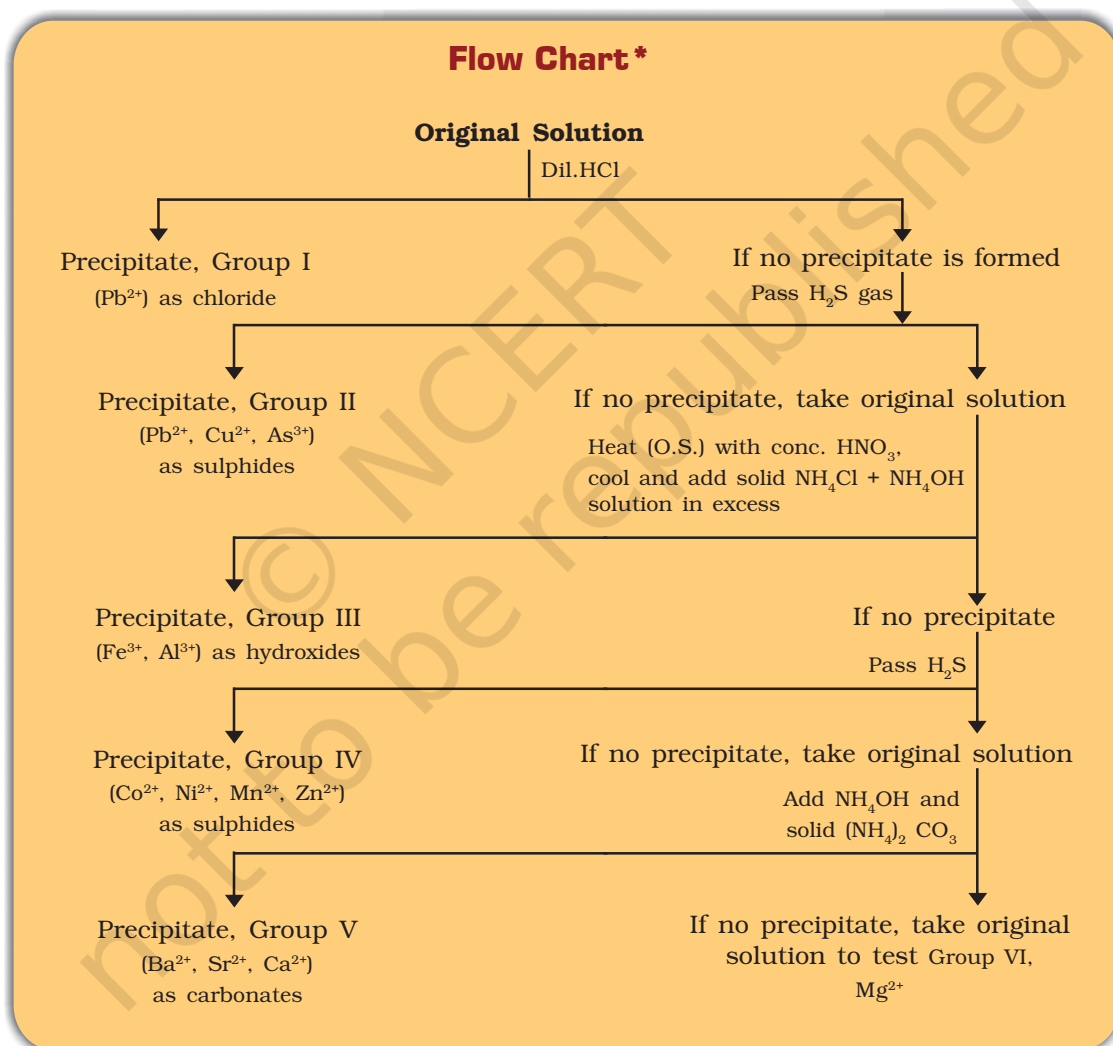 Flow Chart*
Original Solution
Dil.HCl
Precipitate, Group I
(Pb²⁺) as chloride
If no precipitate is formed
Pass H₂S gas
Precipitate, Group II
(Pb²⁺, Cu²⁺, As³⁺)
as sulphides
If no precipitate, take original solution
Heat (O.S.) with conc. HNO₃,
cool and add solid NH₄Cl + NH₄OH
solution in excess
Precipitate, Group III
(Fe³⁺, Al³⁺) as hydroxides
If no precipitate
Pass H₂S
Precipitate, Group IV
(Co²⁺, Ni²⁺, Mn²⁺, Zn²⁺)
as sulphides
If no precipitate, take original solution
Add NH₄OH and
solid (NH₄)₂ CO₃
Precipitate, Group V
(Ba²⁺, Sr²⁺, Ca²⁺)
as carbonates
If no precipitate, take original
solution to test Group VI,
Mg²⁺
© NCERT
not to be republished